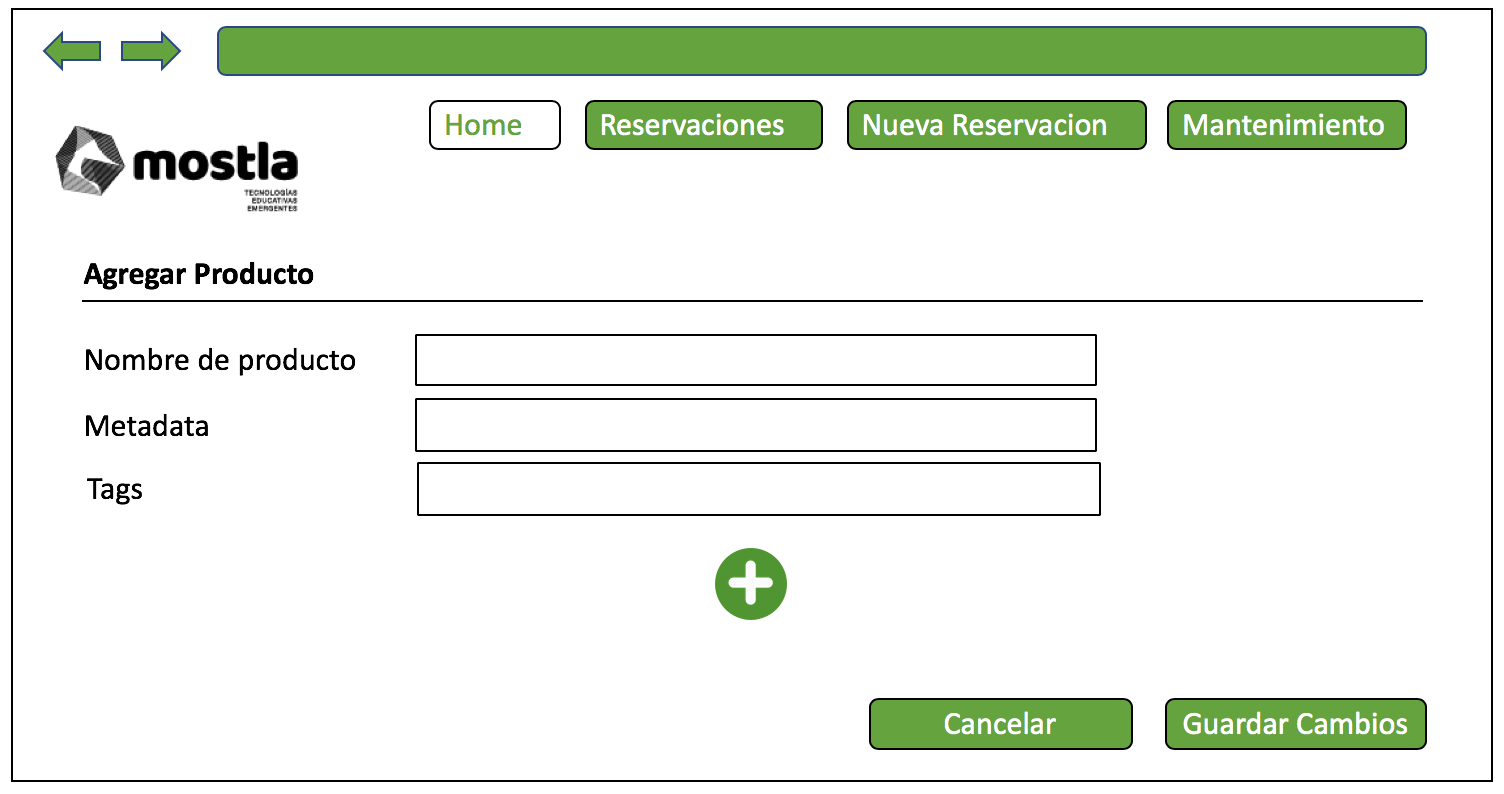 Home
Reservaciones
Nueva Reservacion
Mantenimiento
mostla
TECNOLOGÍAS
EDUCATIVAS
EMERGENTES
Agregar Producto
Nombre de producto
Metadata
Tags
Cancelar
Guardar Cambios